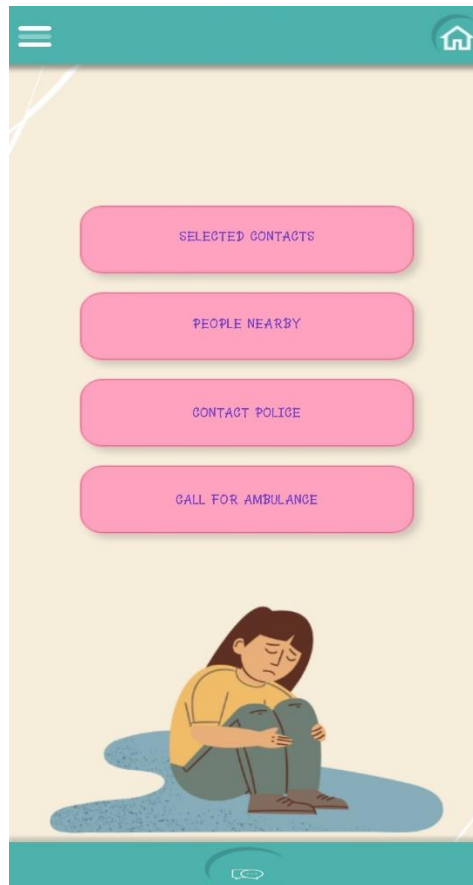 SELECTED CONTACTS
PEOPLE NEARBY
CONTACT POLICE
CALL FOR AMBULANCE